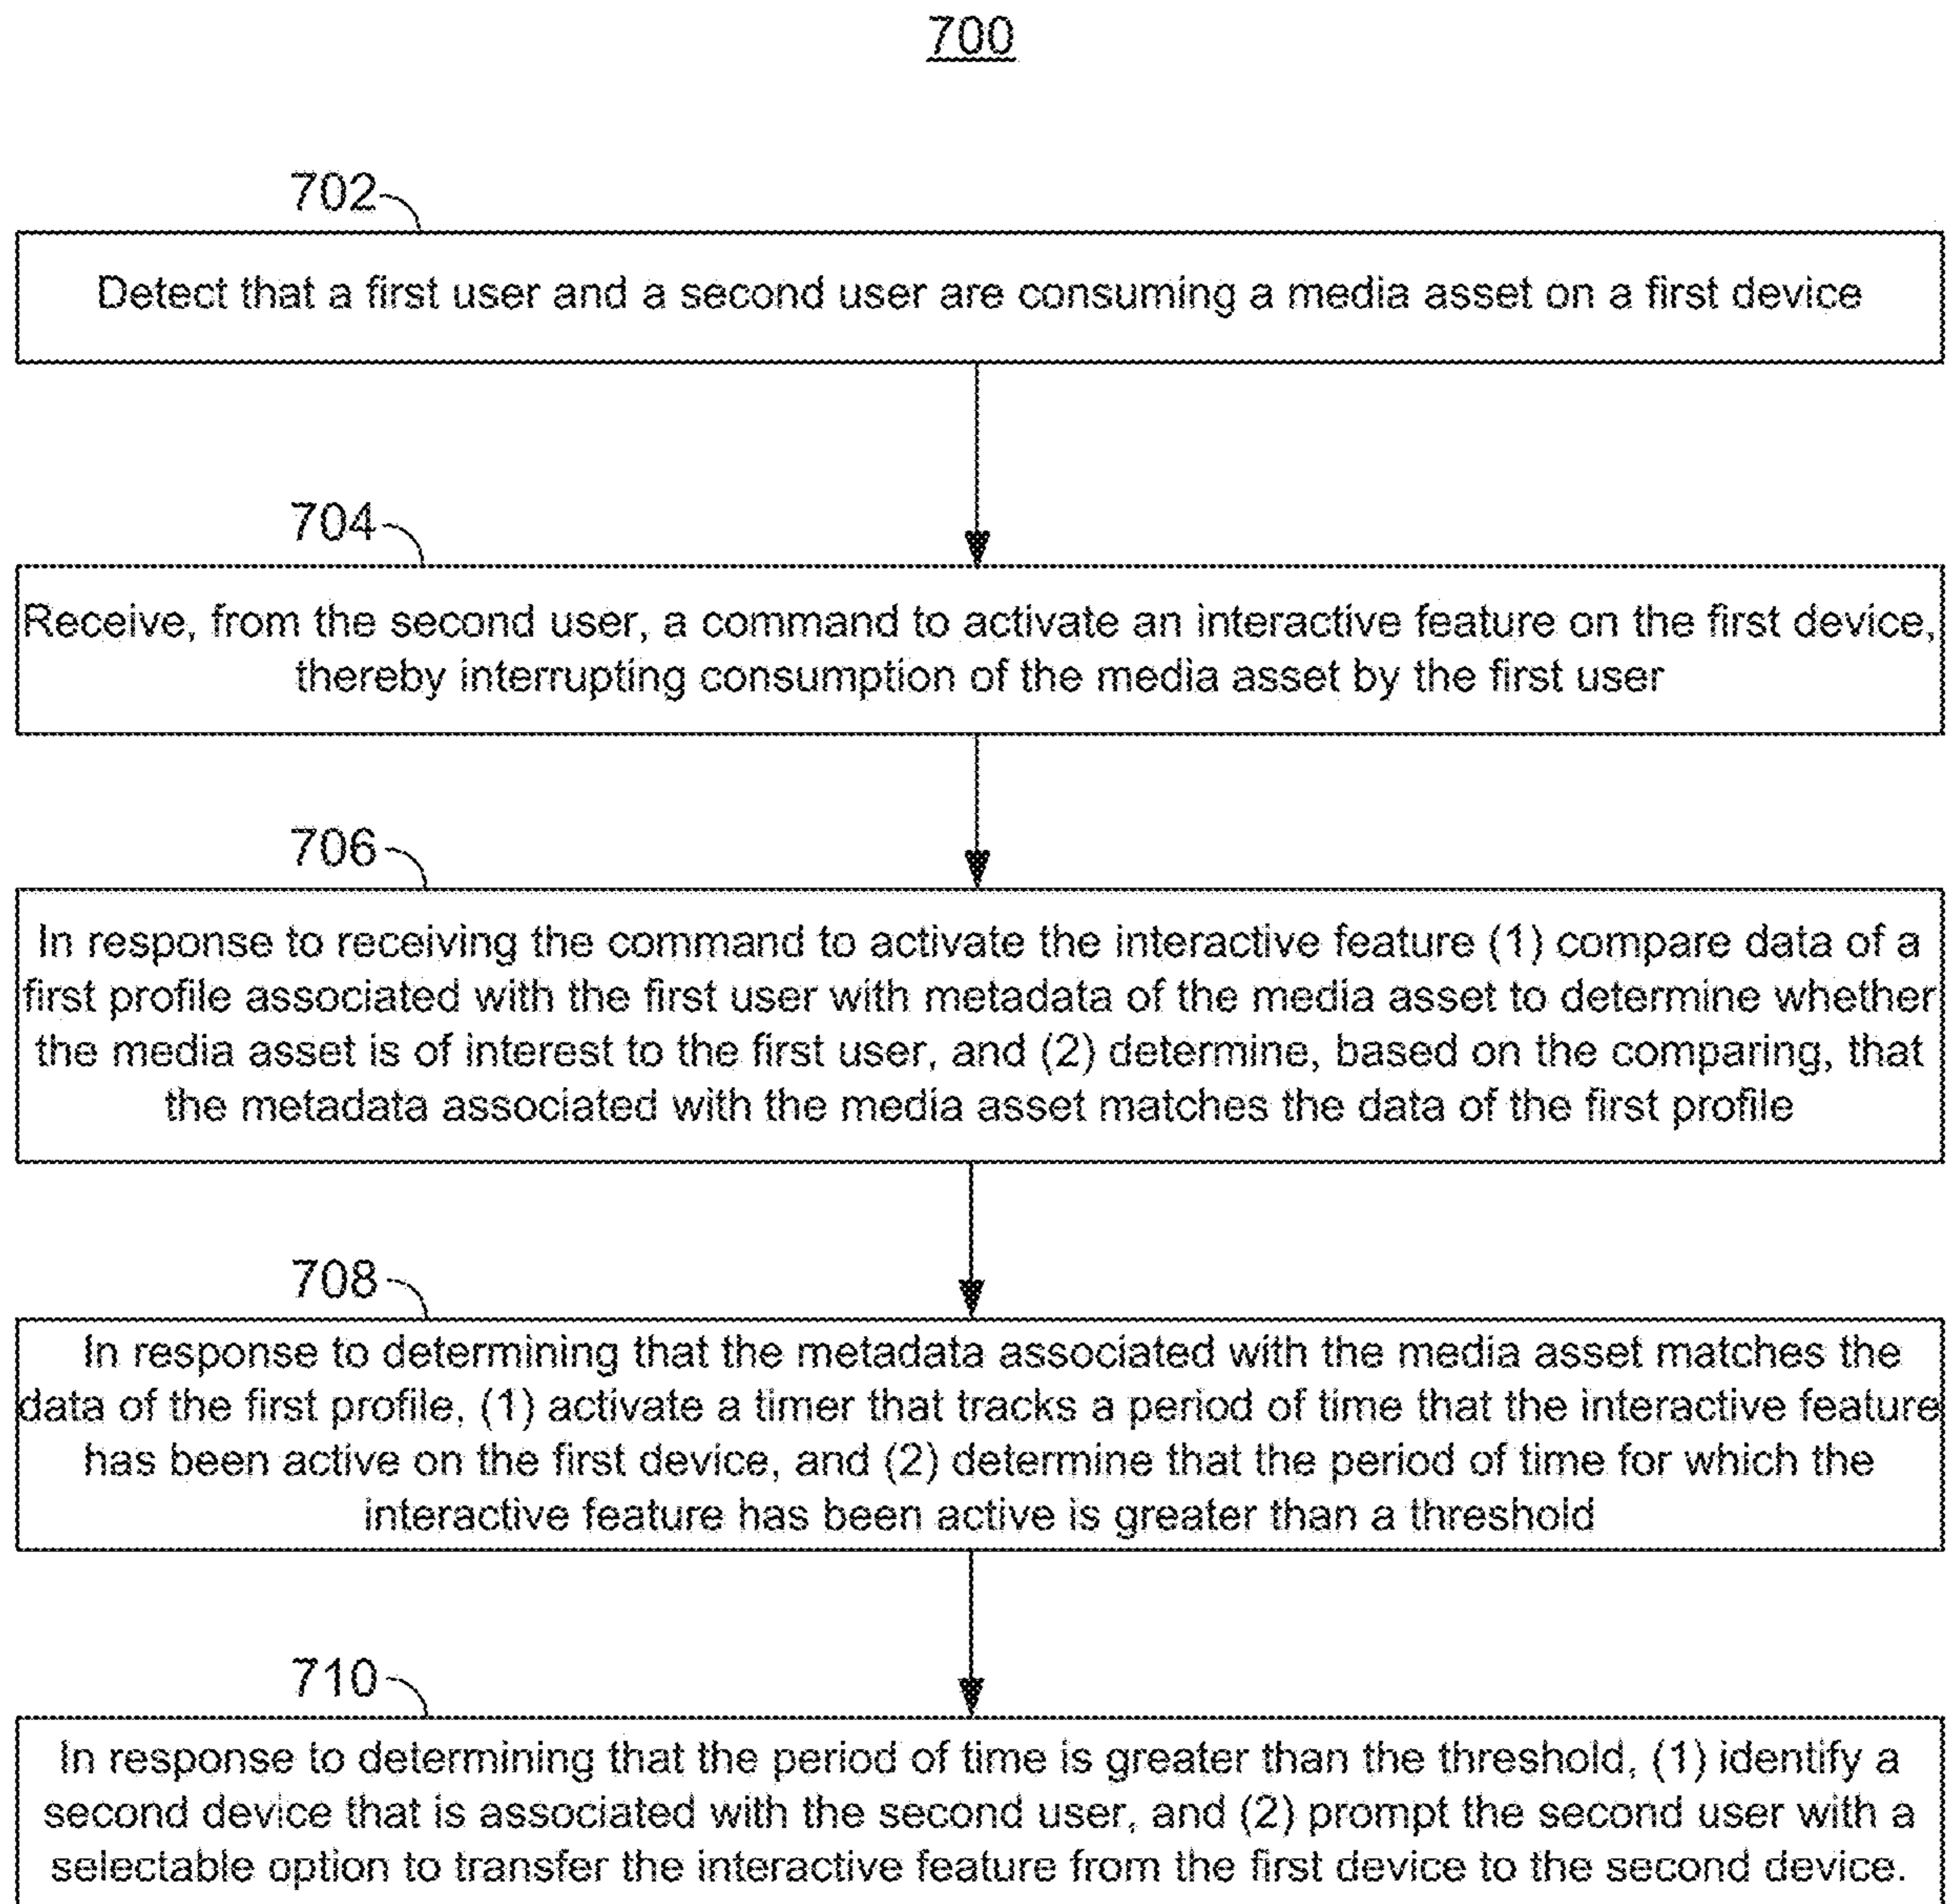 700
702
Detect that a first user and a second user are consuming a media asset on a first device
704
Receive, from the second user, a command to activate an interactive feature on the first device,
thereby interrupting consumption of the media asset by the first user
706
In response to receiving the command to activate the interactive feature (1) compare data of a
first profile associated with the first user with metadata of the media asset to determine whether
the media asset is of interest to the first user, and (2) determine, based on the comparing, that
the metadata associated with the media asset matches the data of the first profile
708
In response to determining that the metadata associated with the media asset matches the
data of the first profile, (1) activate a timer that tracks a period of time that the interactive feature
has been active on the first device, and (2) determine that the period of time for which the
interactive feature has been active is greater than a threshold
710
In response to determining that the period of time is greater than the threshold, (1) identify a
second device that is associated with the second user, and (2) prompt the second user with a
selectable option to transfer the interactive feature from the first device to the second device.